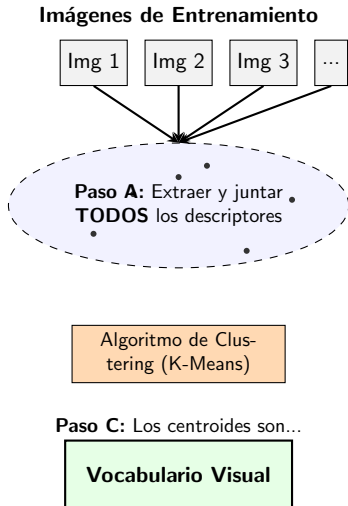 Imágenes de Entrenamiento
Img 1 Img 2 Img 3 ...
Paso A: Extraer y juntar
TODOS los descriptores
Algoritmo de Clus-
tering (K-Means)
Paso C: Los centroides son...
Vocabulario Visual